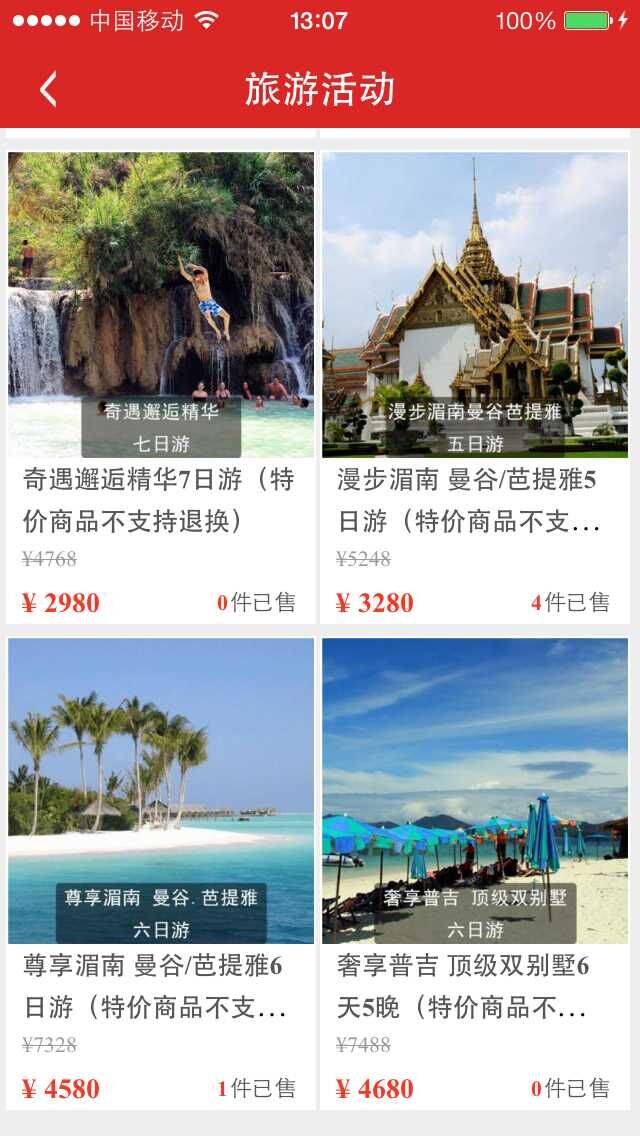 中国移动 13:07 100%
旅游活动
奇遇邂逅精华
七日游
奇遇邂逅精华7日游（特
价商品不支持退换）
¥4768
¥ 2980 0件已售
漫步湄南曼谷芭提雅
五日游
漫步湄南 曼谷/芭提雅5
日游（特价商品不支...
¥5248
¥ 3280 4件已售
尊享湄南 曼谷.芭提雅
六日游
尊享湄南 曼谷/芭提雅6
日游（特价商品不支...
¥7328
¥ 4580 1件已售
奢享普吉 顶级双别墅
六日游
奢享普吉 顶级双别墅6
天5晚（特价商品不...
¥7488
¥ 4680 0件已售